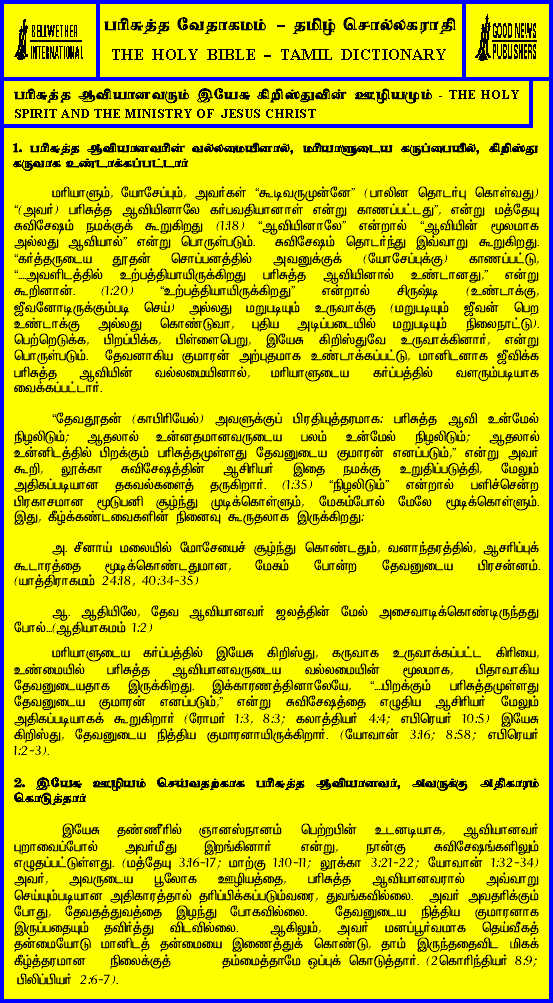 BELLWETHER
INTERNATIONAL
பரிசுத்த வேதாகமம் – தமிழ் சொல்லகராதி
THE HOLY BIBLE – TAMIL DICTIONARY
GOOD NEWS
PUBLISHERS
பரிசுத்த ஆவியானவரும் இயேசு கிறிஸ்துவின் ஊழியமும் - THE HOLY
SPIRIT AND THE MINISTRY OF JESUS CHRIST
1. பரிசுத்த ஆவியானவரின் வல்லமையினால், மரியாளுடைய கருப்பையில், கிறிஸ்து
கருவாக உண்டாக்கப்பட்டார்
மரியாளும், யோசேப்பும், அவர்கள் “கூடிவருமுன்னே” (பாலின தொடர்பு கொள்வது)
“(அவர்) பரிசுத்த ஆவியினாலே கர்பவதியானாள் என்று காணப்பட்டது”, என்று மத்தேயு
சுவிசேஷம் நமக்குக் கூறுகிறது (1:18) “ஆவியினாலே” என்றால் “ஆவியின் மூலமாக
அல்லது ஆவியால்” என்று பொருள்படும். சுவிசேஷம் தொடர்ந்து இவ்வாறு கூறுகிறது.
“கர்த்தருடைய தூதன் சொப்பனத்தில் அவனுக்குக் (யோசேப்புக்கு) காணப்பட்டு,
“....அவளிடத்தில் உற்பத்தியாயிருக்கிறது பரிசுத்த ஆவியினால் உண்டானது,” என்று
கூறினான். (1:20) “உற்பத்தியாயிருக்கிறது” என்றால் சிருஷ்டி (உண்டாக்கு,
ஜீவனோடிருக்கும்படி செய்) அல்லது மறுபடியும் உருவாக்கு (மறுபடியும் ஜீவன் பெற
உண்டாக்கு அல்லது கொண்டுவா, புதிய அடிப்படையில் மறுபடியும் நிலைநாட்டு).
பெற்றெடுக்க, பிறப்பிக்க, பிள்ளைபெறு, இயேசு கிறிஸ்துவே உருவாக்கினார், என்று
பொருள்படும். தேவனாகிய குமாரன் அற்புதமாக உண்டாக்கப்பட்டு, மானிடனாக ஜீவிக்க
பரிசுத்த ஆவியின் வல்லமையினால், மரியாளுடைய கர்ப்பத்தில் வளரும்படியாக
வைக்கப்பட்டார்.
“தேவதூதன் (காபிரியேல்) அவளுக்குப் பிரதியுத்தரமாக: பரிசுத்த ஆவி உன்மேல்
நிழலிடும்; ஆதலால் உன்னதமானவருடைய பலம் உன்மேல் நிழலிடும்; ஆதலால்
உன்னிடத்தில் பிறக்கும் பரிசுத்தமுள்ளது தேவனுடைய குமாரன் எனப்படும்,” என்று அவர்
கூறி, லூக்கா சுவிசேஷத்தின் ஆசிரியர் இதை நமக்கு உறுதிப்படுத்தி, மேலும்
அதிகப்படியான தகவல்களைத் தருகிறார். (1:35) “நிழலிடும்” என்றால் பளிச்சென்ற
பிரகாசமான மூடுபனி சூழ்ந்து முடிக்கொள்ளும், மேகம்போல் மேலே மூடிக்கொள்ளும்.
இது, கீழ்க்கண்டவைகளின் நினைவு கூருதலாக இருக்கிறது:
அ. சீனாய் மலையில் மோசேயைச் சூழ்ந்து கொண்டதும், வனாந்தரத்தில், ஆசரிப்புக்
கூடாரத்தை மூடிக்கொண்டதுமான, மேகம் போன்ற தேவனுடைய பிரசன்னம்.
(யாத்திராகமம் 24:18, 40:34-35)
ஆ. ஆதியிலே, தேவ ஆவியானவர் ஜலத்தின் மேல் அசைவாடிக்கொண்டிருந்தது
போல்...(ஆதியாகமம் 1:2)
மரியாளுடைய கர்ப்பத்தில் இயேசு கிறிஸ்து, கருவாக உருவாக்கப்பட்ட கிரியை,
உண்மையில் பரிசுத்த ஆவியானவருடைய வல்லமையின் மூலமாக, பிதாவாகிய
தேவனுடையதாக இருக்கிறது. இக்காரணத்தினாலேயே, “...பிறக்கும் பரிசுத்தமுள்ளது
தேவனுடைய குமாரன் எனப்படும்,” என்று சுவிசேஷத்தை எழுதிய ஆசிரியர் மேலும்
அதிகப்படியாகக் கூறுகிறார் (ரோமர் 1:3, 8:3; கலாத்தியர் 4:4; எபிரெயர் 10:5) இயேசு
கிறிஸ்து, தேவனுடைய நித்திய குமாரனாயிருக்கிறார். (யோவான் 3:16; 8:58; எபிரெயர்
1:2-3).
2. இயேசு ஊழியம் செய்வதற்காக பரிசுத்த ஆவியானவர், அவருக்கு அதிகாரம்
கொடுத்தார்
இயேசு தண்ணீரில் ஞானஸ்நானம் பெற்றபின் உடனடியாக, ஆவியானவர்
புறாவைப்போல் அவர்மீது இறங்கினார் என்று, நான்கு சுவிசேஷங்களிலும்
எழுதப்பட்டுள்ளது. (மத்தேயு 3:16-17; மாற்கு 1:10-11; லூக்கா 3:21-22; யோவான் 1:32-34)
அவர், அவருடைய பூலோக ஊழியத்தை, பரிசுத்த ஆவியானவரால் அவ்வாறு
செய்யும்படியான அதிகாரத்தால் தரிப்பிக்கப்படும்வரை, துவங்கவில்லை. அவர் அவதரிக்கும்
போது, தேவதத்துவத்தை இழந்து போகவில்லை. தேவனுடைய நித்திய குமாரனாக
இருப்பதையும் தவிர்த்து விடவில்லை. ஆகிலும், அவர் மனப்பூர்வமாக தெய்வீகத்
தன்மையோடு மானிடத் தன்மையை இணைத்துக் கொண்டு, தாம் இருந்ததைவிட மிகக்
கீழ்த்தரமான நிலைக்குத் தம்மைத்தாமே ஒப்புக் கொடுத்தார். (2கொரிந்தியர் 8:9;
பிலிப்பியர் 2:6-7).